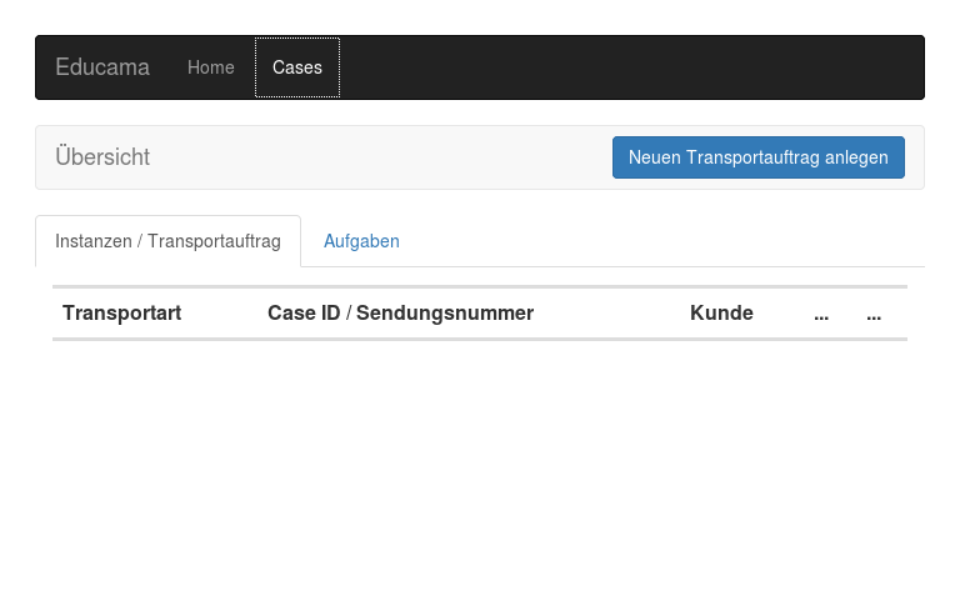 Educama Home Cases
Übersicht Neuen Transportauftrag anlegen
Instanzen / Transportauftrag Aufgaben
Transportart Case ID / Sendungsnummer Kunde ... ...